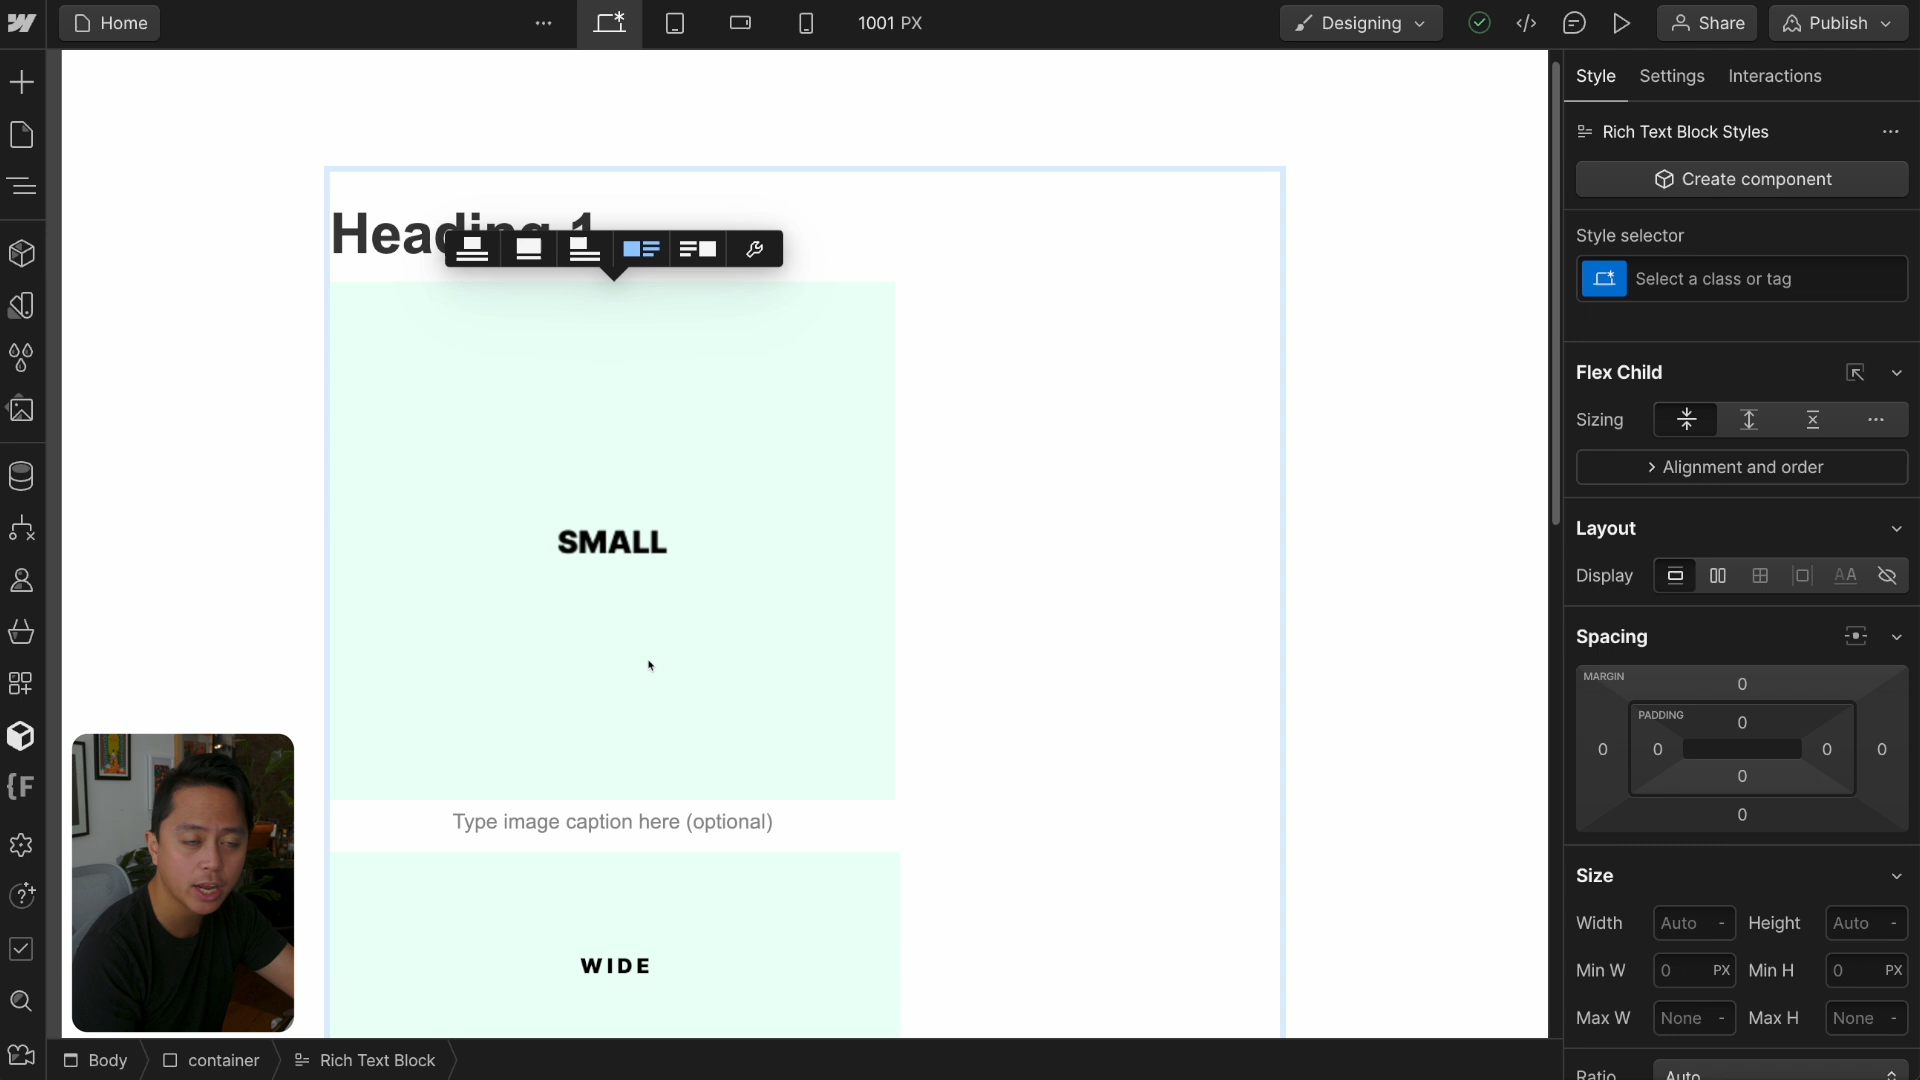 Home
1001 PX
Designing
Share
Publish
Style
Settings
Interactions
Rich Text Block Styles
Create component
Style selector
Select a class or tag
Flex Child
Sizing
Alignment and order
Layout
Display
AA
Spacing
MARGIN
0
PADDING
0
0
0
0
0
0
0
Size
Width
Auto
-
Height
Auto
-
Min W
0
PX
Min H
0
PX
Max W
None
-
Max H
None
-
Ratio
Auto
Heading 1
SMALL
Type image caption here (optional)
WIDE
Body
container
Rich Text Block